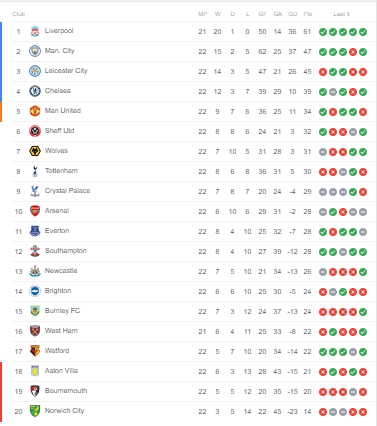 Club MP W D L GF GA GD Pts Last 5
1 Liverpool 21 20 1 0 50 14 36 61
2 Man. City 22 15 2 5 62 25 37 47
3 Leicester City 22 14 3 5 47 21 26 45
4 Chelsea 22 12 3 7 39 29 10 39
5 Man United 22 9 7 6 36 25 11 34
6 Sheff Utd 22 8 8 6 24 21 3 32
7 Wolves 22 7 10 5 31 28 3 31
8 Tottenham 22 8 6 8 36 31 5 30
9 Crystal Palace 22 7 8 7 20 24 -4 29
10 Arsenal 22 6 10 6 29 31 -2 28
11 Everton 22 8 4 10 25 32 -7 28
12 Southampton 22 8 4 10 27 39 -12 28
13 Newcastle 22 7 5 10 21 34 -13 26
14 Brighton 22 6 6 10 25 30 -5 24
15 Burnley FC 22 7 3 12 24 37 -13 24
16 West Ham 21 6 4 11 25 33 -8 22
17 Watford 22 5 7 10 20 34 -14 22
18 Aston Villa 22 6 3 13 28 43 -15 21
19 Bournemouth 22 5 5 12 20 35 -15 20
20 Norwich City 22 3 5 14 22 45 -23 14